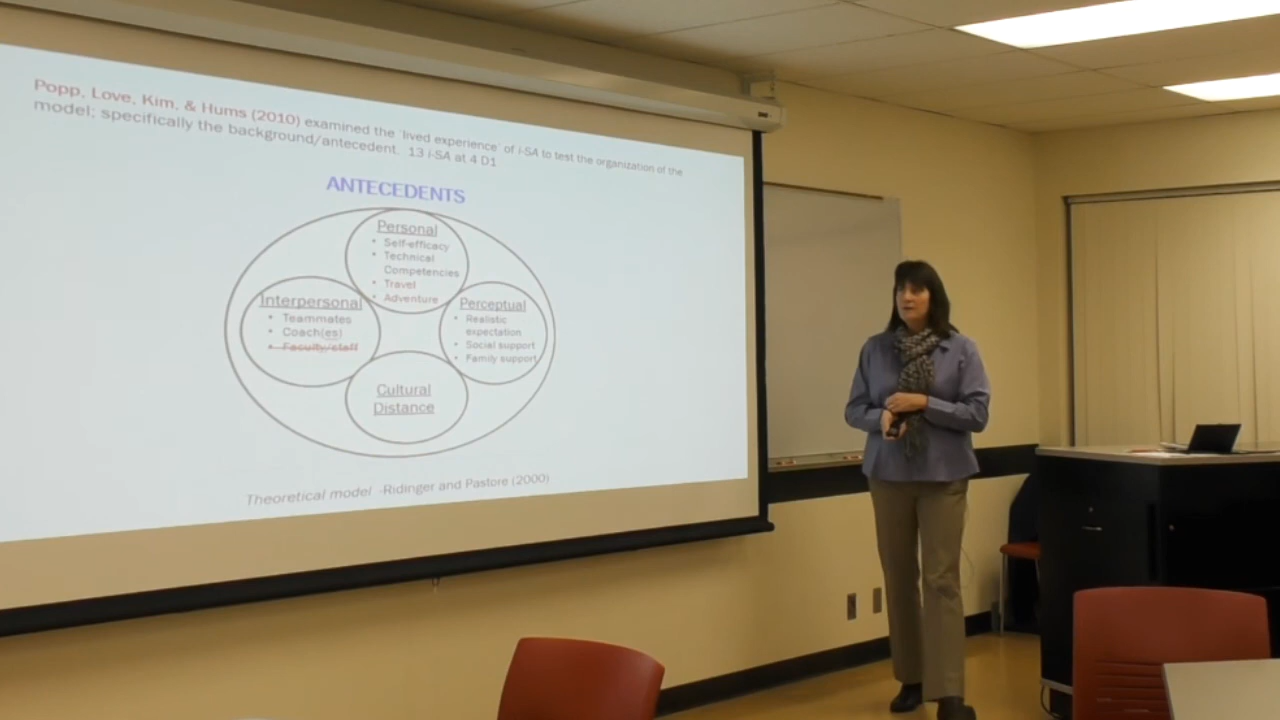 Popp, Love, Kim, & Hums (2010) examined the 'lived experience' of i-SA to test the organization of the
model; specifically the background/antecedent. 13 i-SA at 4 D1
ANTECEDENTS
Personal
• Self-efficacy
• Technical
Competencies
• Travel
• Adventure
Interpersonal
• Teammates
• Coach(es)
• Faculty/staff
Perceptual
• Realistic
expectation
• Social support
• Family support
Cultural
Distance
Theoretical model -Ridinger and Pastore (2000)